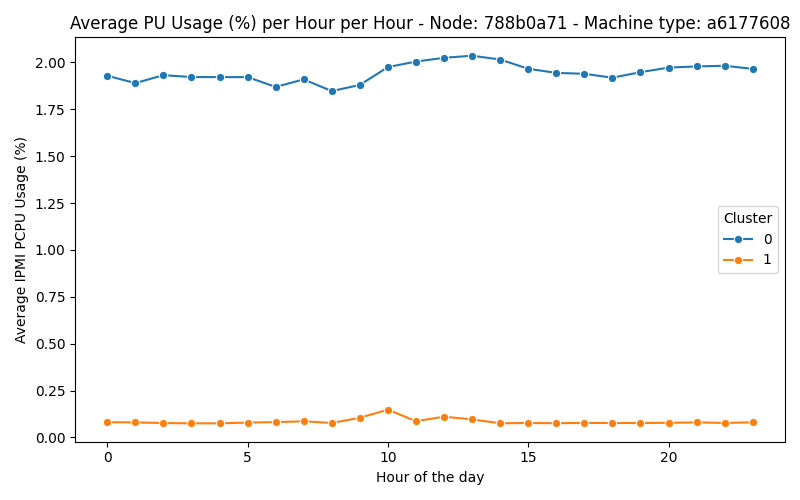 Average PU Usage (%) per Hour per Hour - Node: 788b0a71 - Machine type: a6177608
Average IPMI PCPU Usage (%)
2.00
1.75
1.50
1.25
1.00
0.75
0.50
0.25
0.00
0 5 10 15 20
Hour of the day
Cluster
0
1